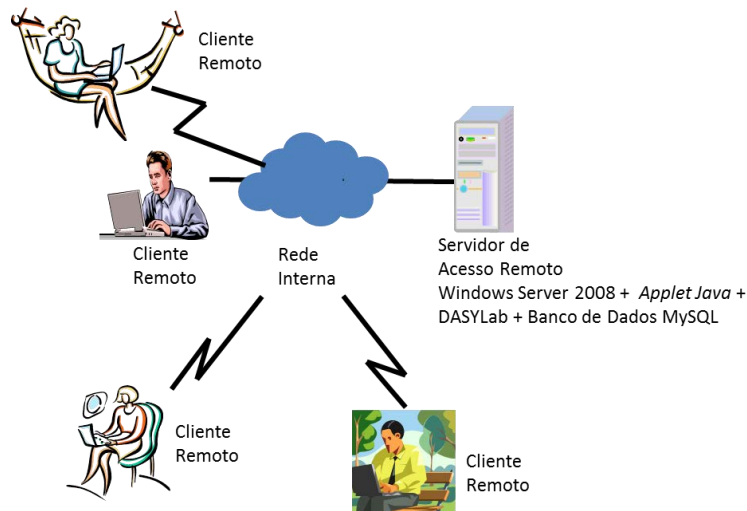 Cliente
Remoto
Cliente
Remoto
Rede
Interna
Servidor de
Acesso Remoto
Windows Server 2008 + Applet Java +
DASYLab + Banco de Dados MySQL
Cliente
Remoto
Cliente
Remoto